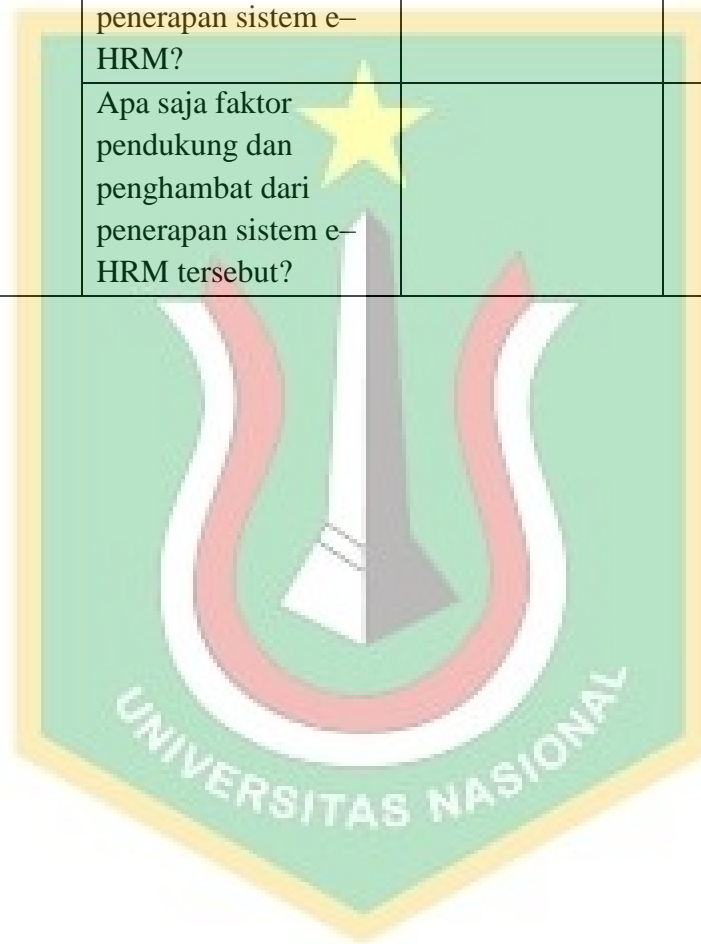 penerapan sistem e–
HRM?
Apa saja faktor
pendukung dan
penghambat dari
penerapan sistem e–
HRM tersebut?
UNIVERSITAS NASIONAL